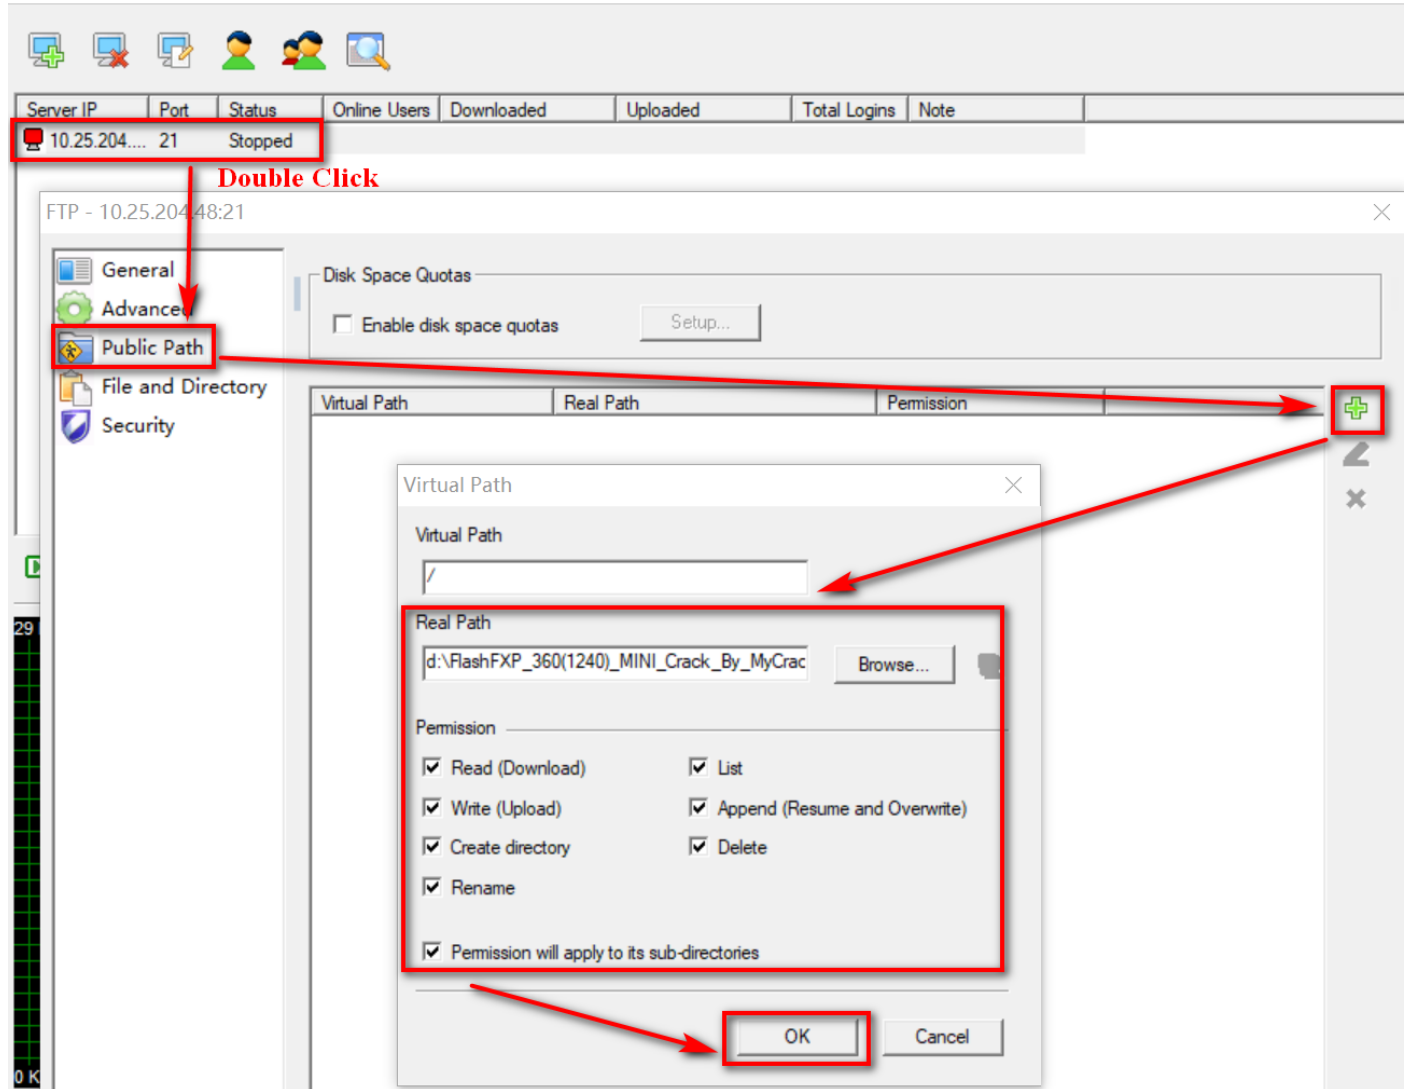 Server IP Port Status Online Users Downloaded Uploaded Total Logins Note
10.25.204.... 21 Stopped
Double Click
FTP - 10.25.204.48:21
General
Advanced
Public Path
File and Directory
Security
Disk Space Quotas
Enable disk space quotas Setup...
Virtual Path Real Path Permission
Virtual Path
Virtual Path
/
Real Path
d:\FlashFXP_360(1240)_MINI_Crack_By_MyCrac Browse...
Permission
Read (Download) List
Write (Upload) Append (Resume and Overwrite)
Create directory Delete
Rename
Permission will apply to its sub-directories
OK Cancel
29
0 K